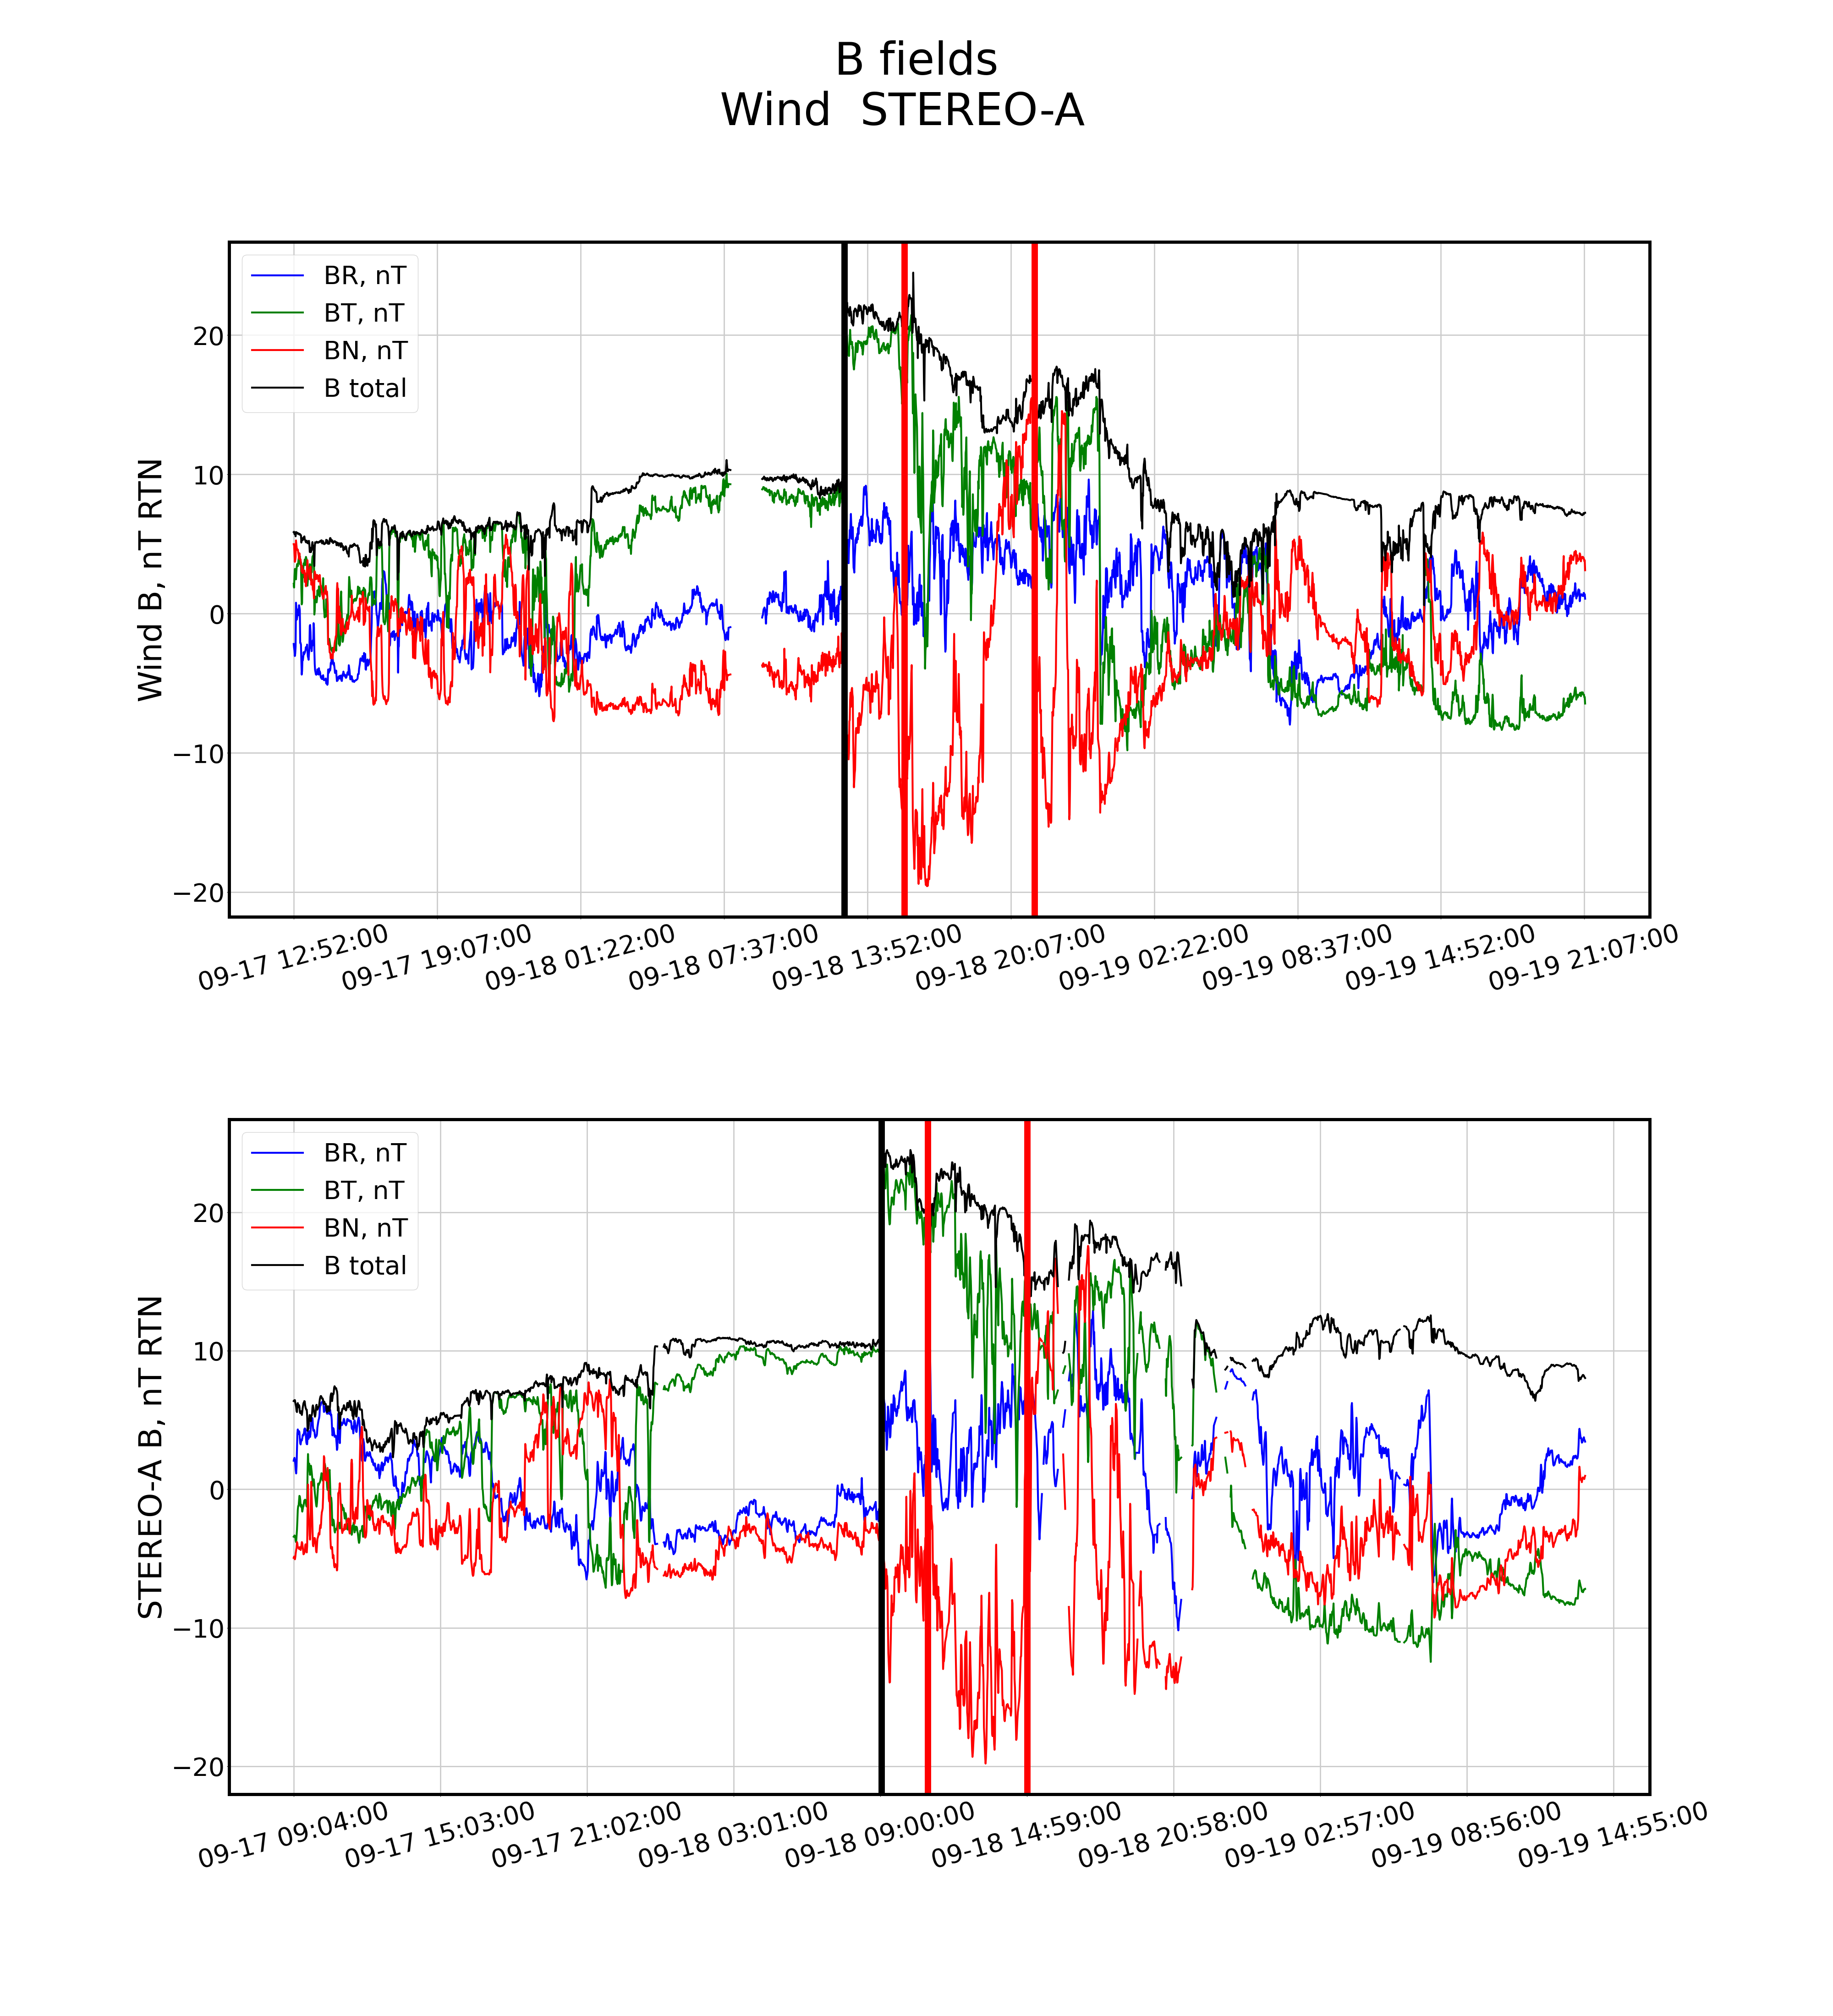 B fields
Wind  STEREO-A
BR, nT
BT, nT
BN, nT
B total
20
10
0
−10
−20
Wind B, nT RTN
09-17 12:52:00
09-17 19:07:00
09-18 01:22:00
09-18 07:37:00
09-18 13:52:00
09-18 20:07:00
09-19 02:22:00
09-19 08:37:00
09-19 14:52:00
09-19 21:07:00
BR, nT
BT, nT
BN, nT
B total
20
10
0
−10
−20
STEREO-A B, nT RTN
09-17 09:04:00
09-17 15:03:00
09-17 21:02:00
09-18 03:01:00
09-18 09:00:00
09-18 14:59:00
09-18 20:58:00
09-19 02:57:00
09-19 08:56:00
09-19 14:55:00